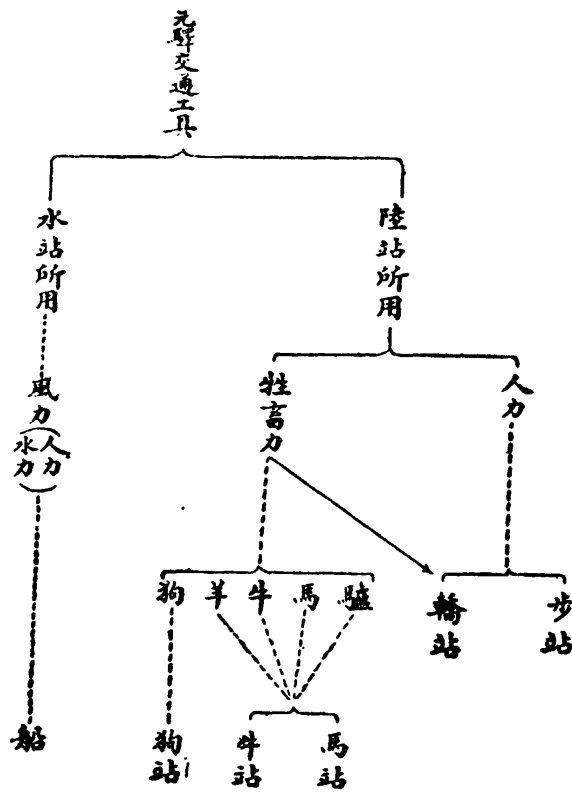 元驛交通工具
陸站所用
水站所用
人力
牲畜力
風力(人力水力)
驢
馬
牛
羊
狗
步站
轎站
馬站
牛站
狗站
船